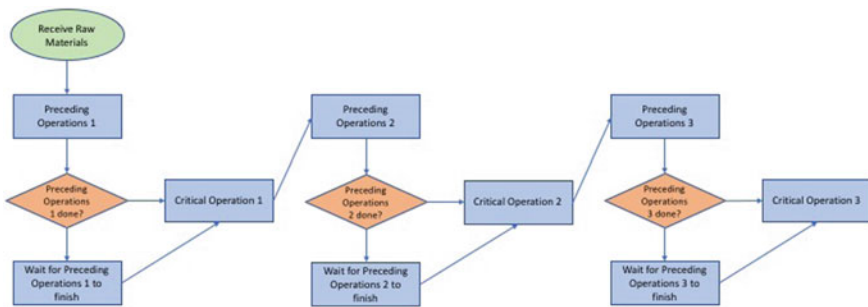 Receive Raw
Materials
Preceding
Operations 1
Preceding
Operations
1 done?
Critical Operation 1
Wait for Preceding
Operations 1 to
finish
Preceding
Operations 2
Preceding
Operations
2 done?
Critical Operation 2
Wait for Preceding
Operations 2 to
finish
Preceding
Operations 3
Preceding
Operations
3 done?
Critical Operation 3
Wait for Preceding
Operations 3 to
finish